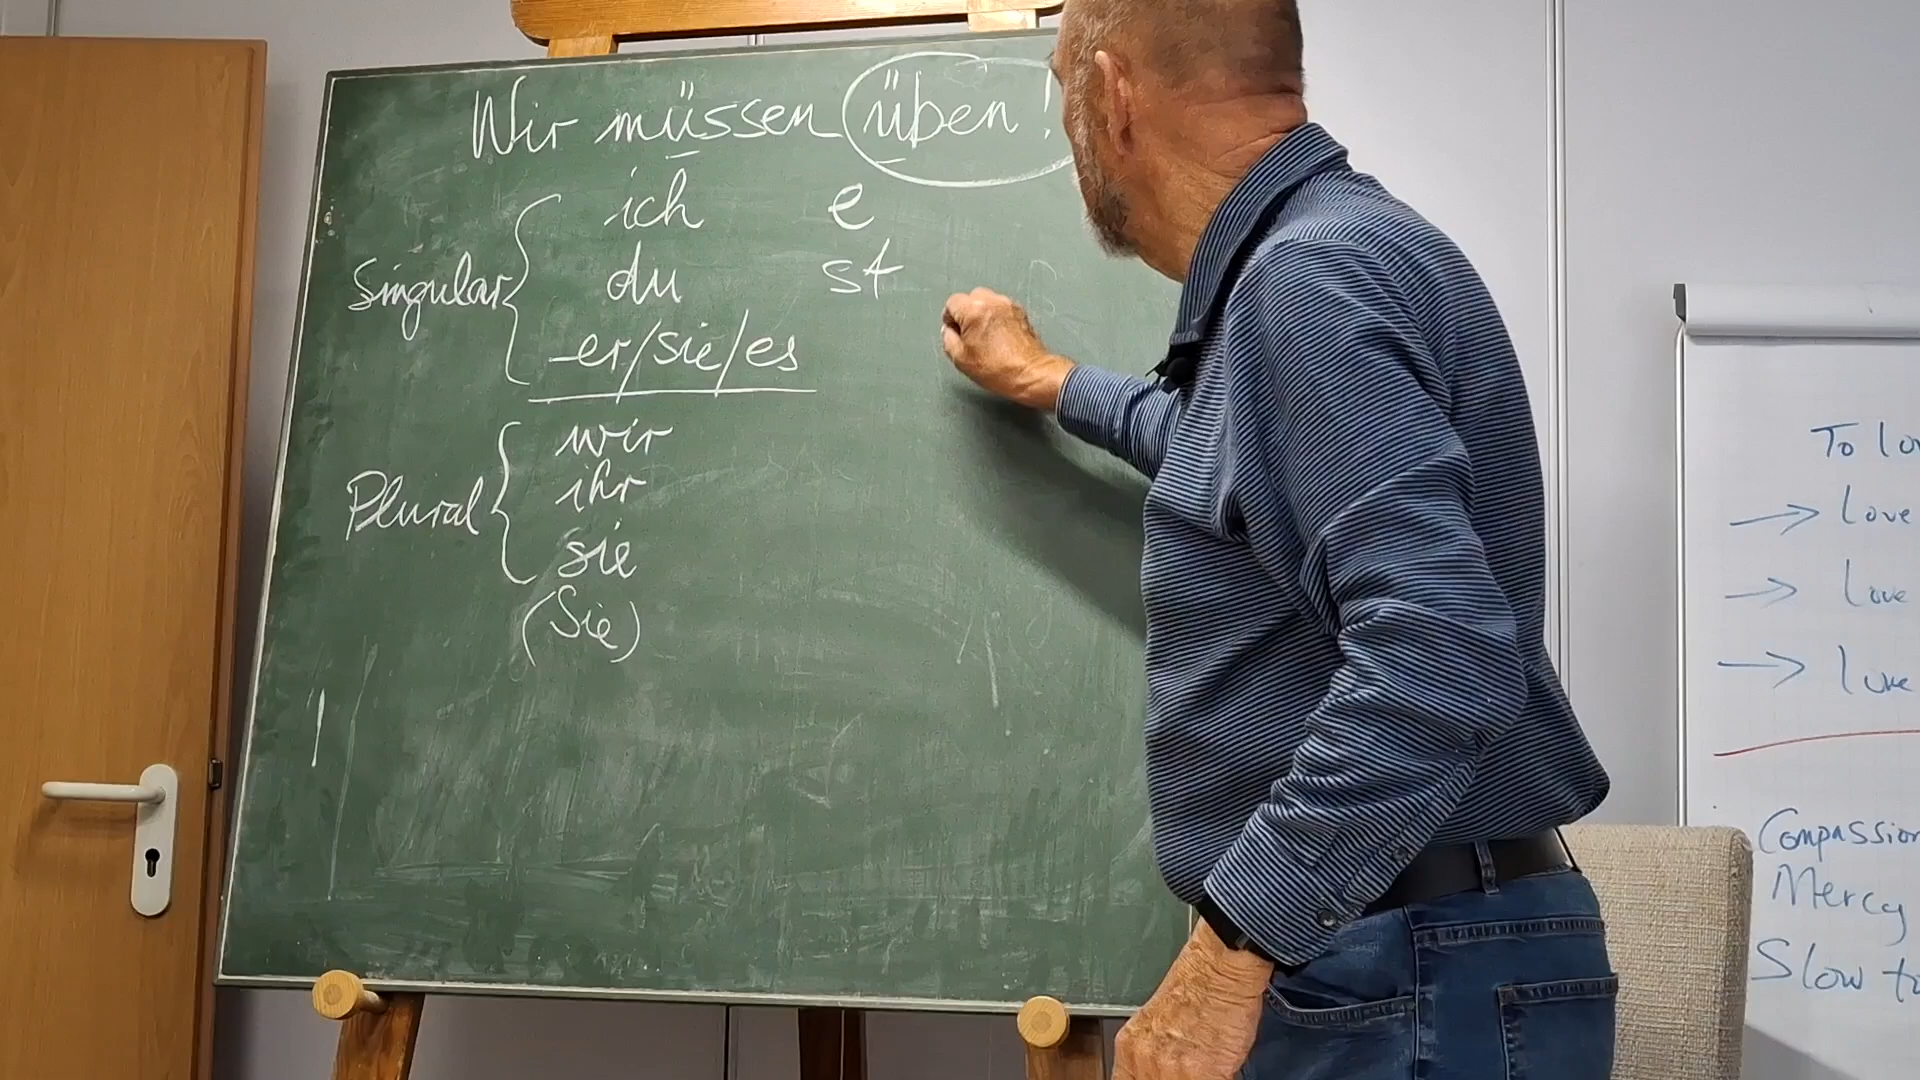 Wir müssen üben!
ich e
du st
Singular
-er/sie/es
wir
ihr
Plural
sie
(Sie)
To lo
→ Love
→ Love
→ Love
Compassion
Mercy
Slow to